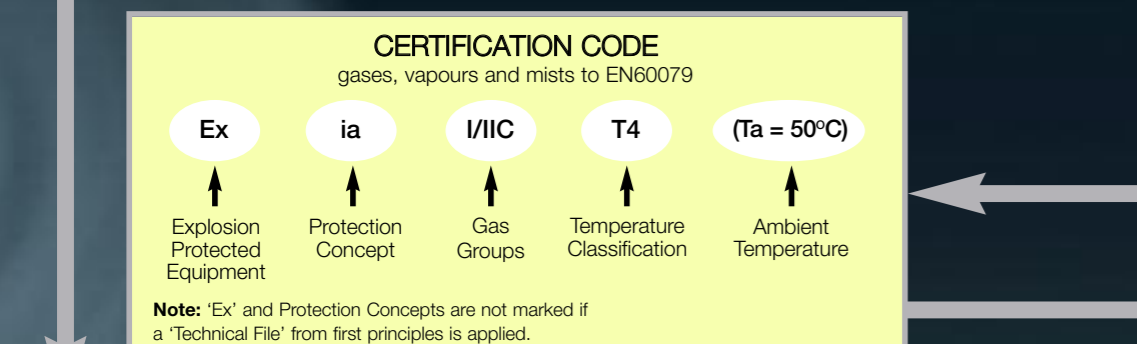 CERTIFICATION CODE
gases, vapours and mists to EN60079
Ex ia I/IIC T4 (Ta = 50ºC)
Explosion Protection Gas Temperature Ambient
Protected Concept Groups Classification Temperature
Equipment
Note: ‘Ex’ and Protection Concepts are not marked if
a ‘Technical File’ from first principles is applied.